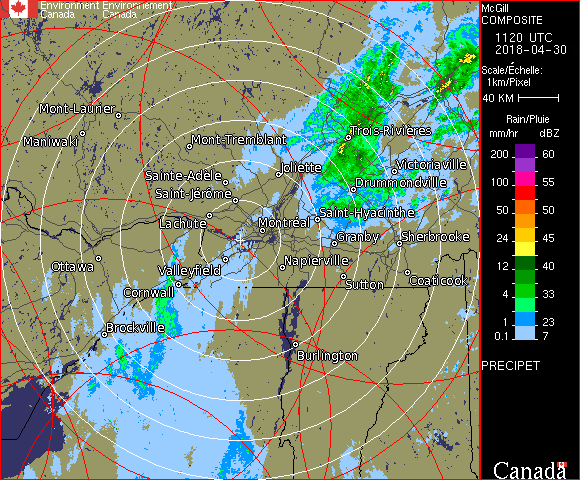 Environment Environnement
Canada Canada
McGill
COMPOSITE
1120 UTC
2018-04-30
Scale/Échelle:
1km/Pixel
40 KM
Rain/Pluie
mm/hr dBZ
200 60
100 55
50 50
24 45
12 40
4 33
1 23
0.1 7
PRECIPET
Canada
Mont-Laurier
Maniwaki
Mont-Tremblant
Trois-Rivières
Joliette
Victoriaville
Sainte-Adèle
Drummondville
Saint-Jérôme
Saint-Hyacinthe
Lachute
Montréal
Granby
Sherbrooke
Ottawa
Valleyfield
Napierville
Sutton
Coaticook
Cornwall
Brockville
Burlington